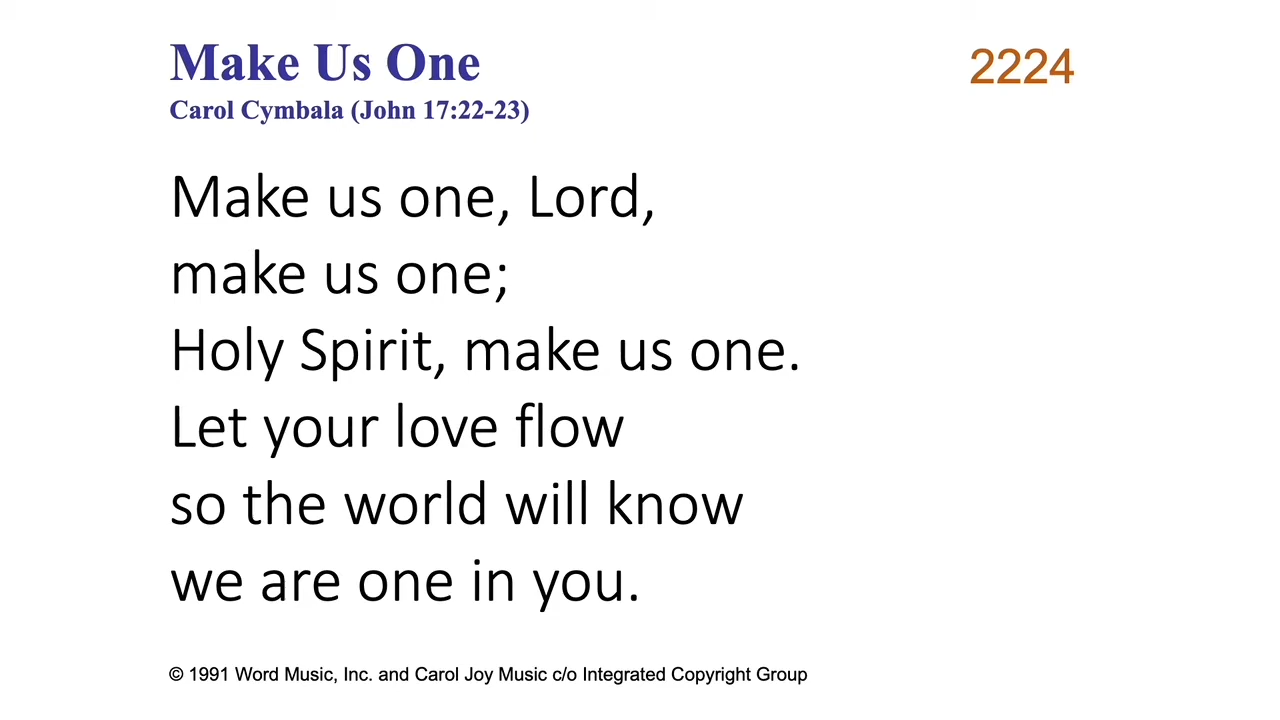 Make Us One
2224
Carol Cymbala (John 17:22-23)
Make us one, Lord,
make us one;
Holy Spirit, make us one.
Let your love flow
so the world will know
we are one in you.
© 1991 Word Music, Inc. and Carol Joy Music c/o Integrated Copyright Group